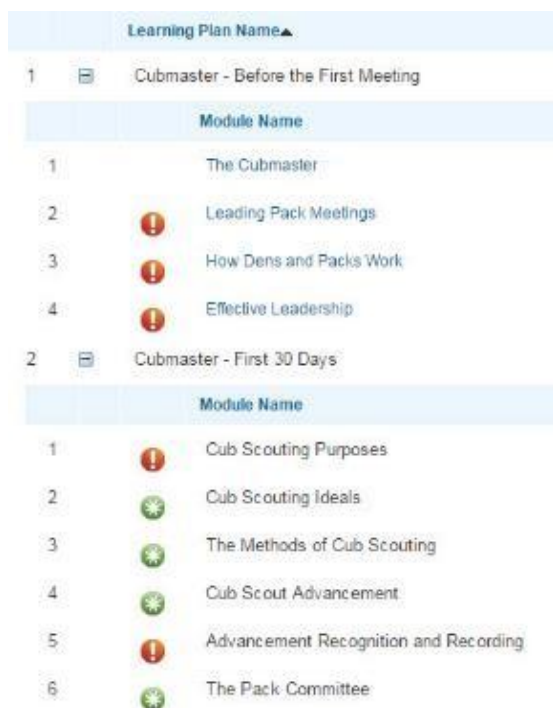 Learning Plan Name
1 Cubmaster - Before the First Meeting
Module Name
1 The Cubmaster
2 Leading Pack Meetings
3 How Dens and Packs Work
4 Effective Leadership
2 Cubmaster - First 30 Days
Module Name
1 Cub Scouting Purposes
2 Cub Scouting Ideals
3 The Methods of Cub Scouting
4 Cub Scout Advancement
5 Advancement Recognition and Recording
6 The Pack Committee